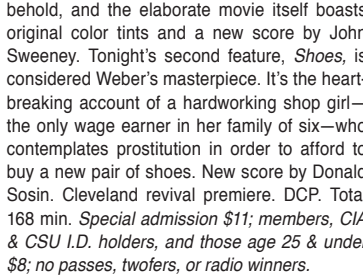 behold, and the elaborate movie itself boasts
original color tints and a new score by John
Sweeney. Tonight's second feature, Shoes, is
considered Weber's masterpiece. It's the heart-
breaking account of a hardworking shop girl—
the only wage earner in her family of six—who
contemplates prostitution in order to afford to
buy a new pair of shoes. New score by Donald
Sosin. Cleveland revival premiere. DCP. Total
168 min. Special admission $11; members, CIA
& CSU I.D. holders, and those age 25 & under
$8; no passes, twofers, or radio winners.